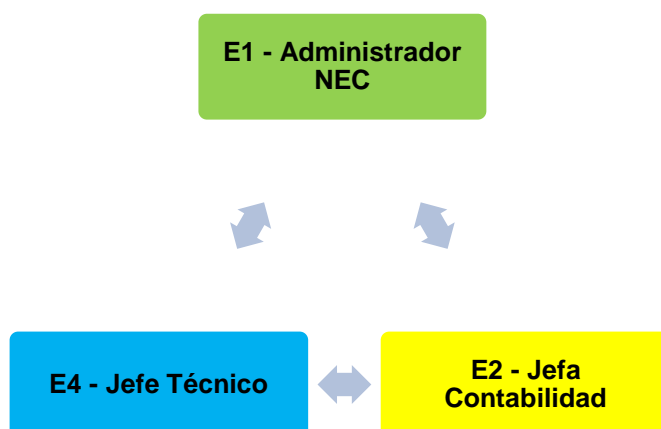 E1 - Administrador
NEC
E4 - Jefe Técnico
E2 - Jefa
Contabilidad